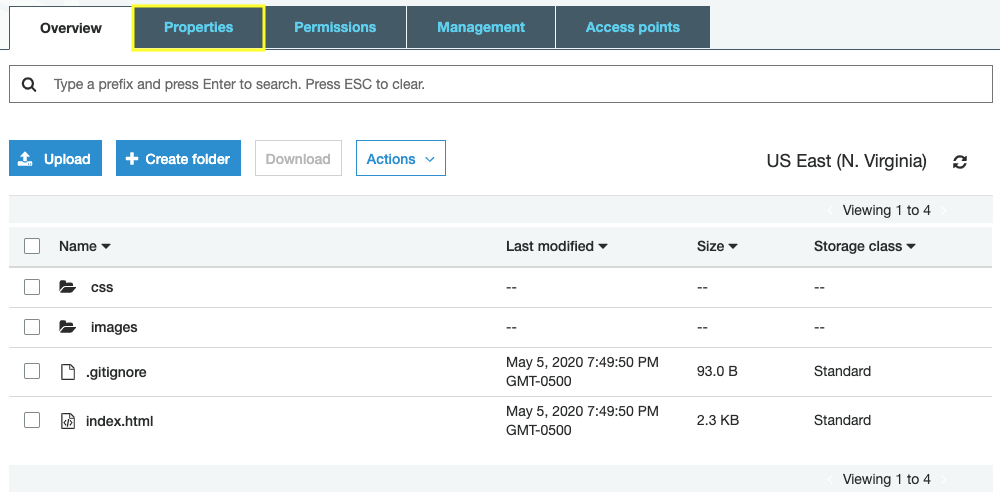 Overview Properties Permissions Management Access points
Type a prefix and press Enter to search. Press ESC to clear.
Upload Create folder Download Actions US East (N. Virginia)
Viewing 1 to 4
Name Last modified Size Storage class
css -- -- --
images -- -- --
.gitignore May 5, 2020 7:49:50 PM GMT-0500 93.0 B Standard
index.html May 5, 2020 7:49:50 PM GMT-0500 2.3 KB Standard
Viewing 1 to 4